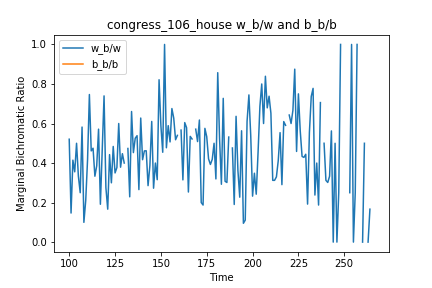 congress_106_house w_b/w and b_b/b
w_b/w
b_b/b
Marginal Bichromatic Ratio
1.0
0.8
0.6
0.4
0.2
0.0
100 125 150 175 200 225 250
Time